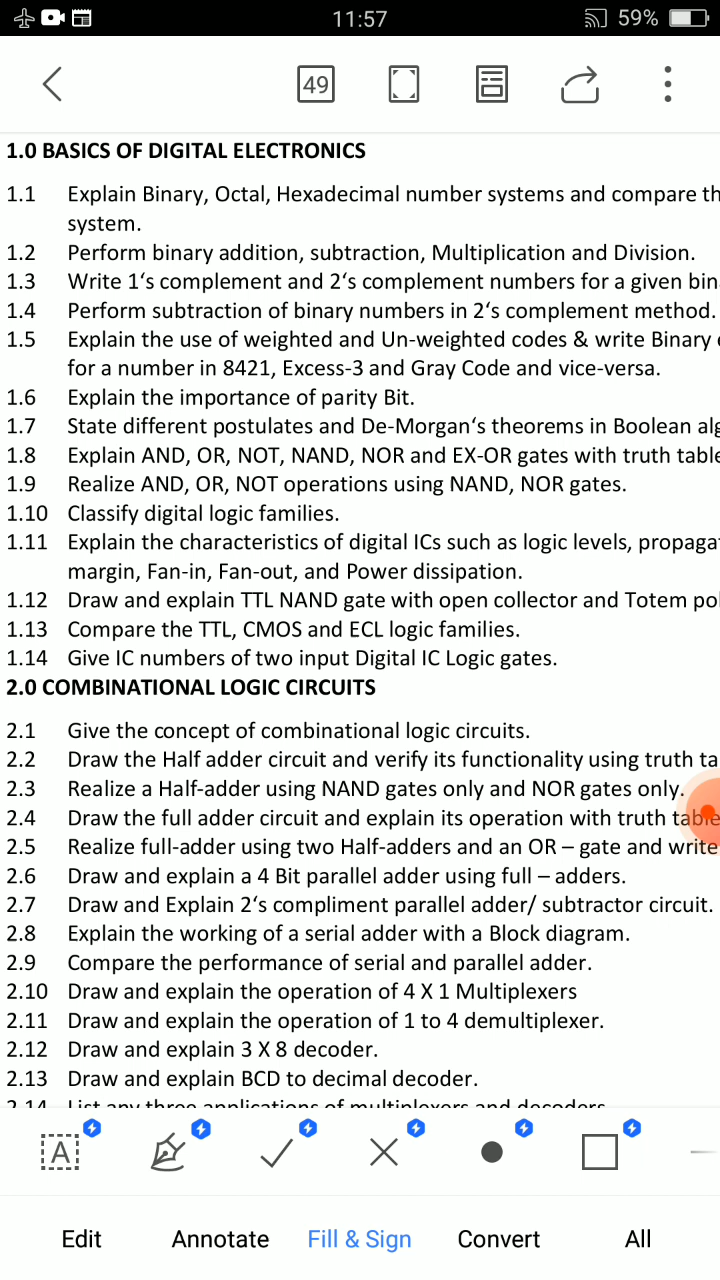 11:57
59%
49
1.0 BASICS OF DIGITAL ELECTRONICS
1.1 Explain Binary, Octal, Hexadecimal number systems and compare th
system.
1.2 Perform binary addition, subtraction, Multiplication and Division.
1.3 Write 1‘s complement and 2‘s complement numbers for a given bin
1.4 Perform subtraction of binary numbers in 2‘s complement method.
1.5 Explain the use of weighted and Un-weighted codes & write Binary
for a number in 8421, Excess-3 and Gray Code and vice-versa.
1.6 Explain the importance of parity Bit.
1.7 State different postulates and De-Morgan‘s theorems in Boolean alg
1.8 Explain AND, OR, NOT, NAND, NOR and EX-OR gates with truth table
1.9 Realize AND, OR, NOT operations using NAND, NOR gates.
1.10 Classify digital logic families.
1.11 Explain the characteristics of digital ICs such as logic levels, propaga
margin, Fan-in, Fan-out, and Power dissipation.
1.12 Draw and explain TTL NAND gate with open collector and Totem pol
1.13 Compare the TTL, CMOS and ECL logic families.
1.14 Give IC numbers of two input Digital IC Logic gates.
2.0 COMBINATIONAL LOGIC CIRCUITS
2.1 Give the concept of combinational logic circuits.
2.2 Draw the Half adder circuit and verify its functionality using truth ta
2.3 Realize a Half-adder using NAND gates only and NOR gates only.
2.4 Draw the full adder circuit and explain its operation with truth table
2.5 Realize full-adder using two Half-adders and an OR – gate and write
2.6 Draw and explain a 4 Bit parallel adder using full – adders.
2.7 Draw and Explain 2‘s compliment parallel adder/ subtractor circuit.
2.8 Explain the working of a serial adder with a Block diagram.
2.9 Compare the performance of serial and parallel adder.
2.10 Draw and explain the operation of 4 X 1 Multiplexers
2.11 Draw and explain the operation of 1 to 4 demultiplexer.
2.12 Draw and explain 3 X 8 decoder.
2.13 Draw and explain BCD to decimal decoder.
2.14 List any three applications of multiplexers and decoders
A
Edit Annotate Fill & Sign Convert All